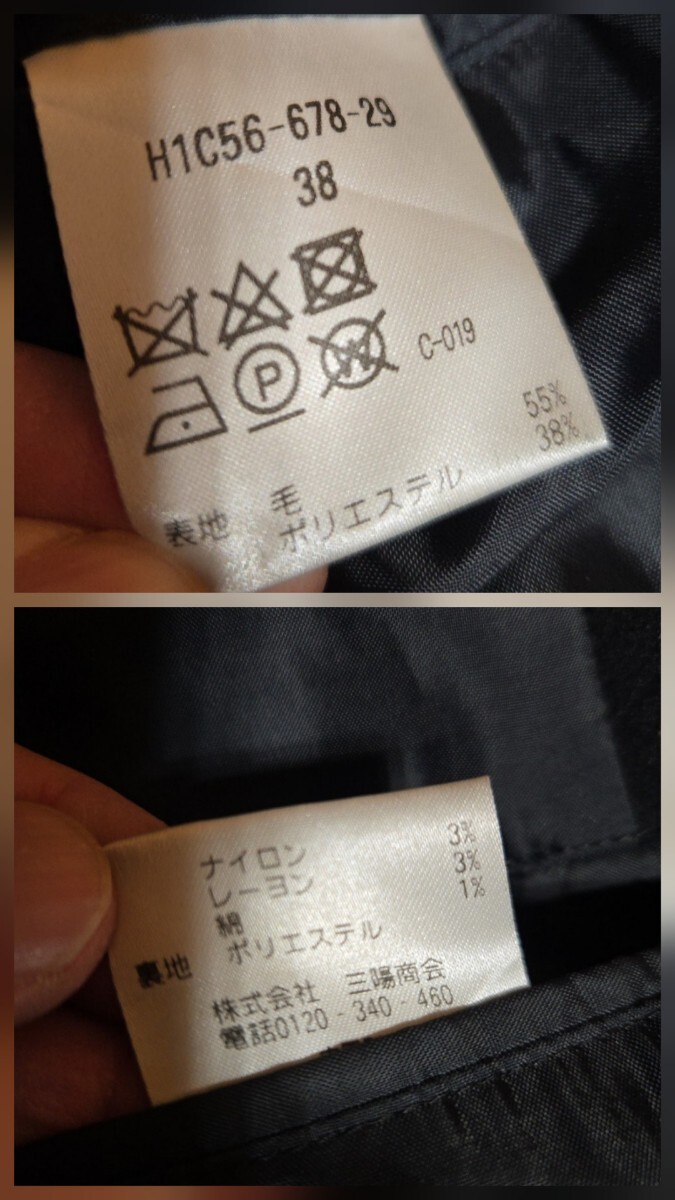 H1C56-678-29
38
P W C-019
表地 毛 55%
ポリエステル 38%
ナイロン 3%
レーヨン 3%
綿 1%
裏地 ポリエステル
株式会社 三陽商会
電話0120-340-460